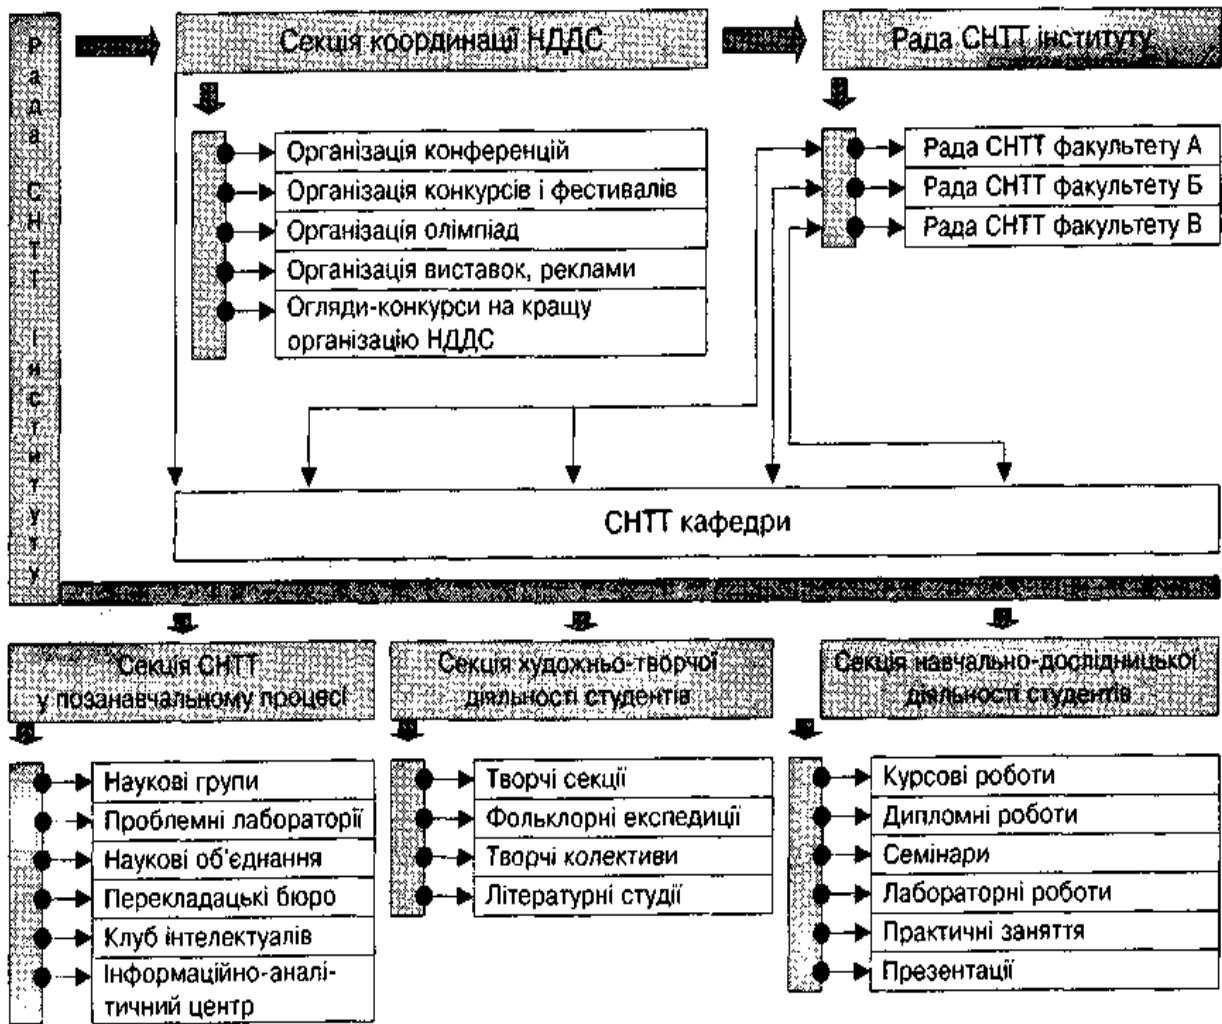 Рада СНТТ інституту
Секція координації НДДС
Рада СНТТ інституту
Організація конференцій
Організація конкурсів і фестивалів
Організація олімпіад
Організація виставок, реклами
Огляди-конкурси на кращу
організацію НДДС
Рада СНТТ факультету А
Рада СНТТ факультету Б
Рада СНТТ факультету В
СНТТ кафедри
Секція СНТТ
у позанавчальному процесі
Наукові групи
Проблемні лабораторії
Наукові об'єднання
Перекладацькі бюро
Клуб інтелектуалів
Інформаційно-аналі-
тичний центр
Секція художньо-творчої
діяльності студентів
Творчі секції
Фольклорні експедиції
Творчі колективи
Літературні студії
Секція навчально-дослідницької
діяльності студентів
Курсові роботи
Дипломні роботи
Семінари
Лабораторні роботи
Практичні заняття
Презентації